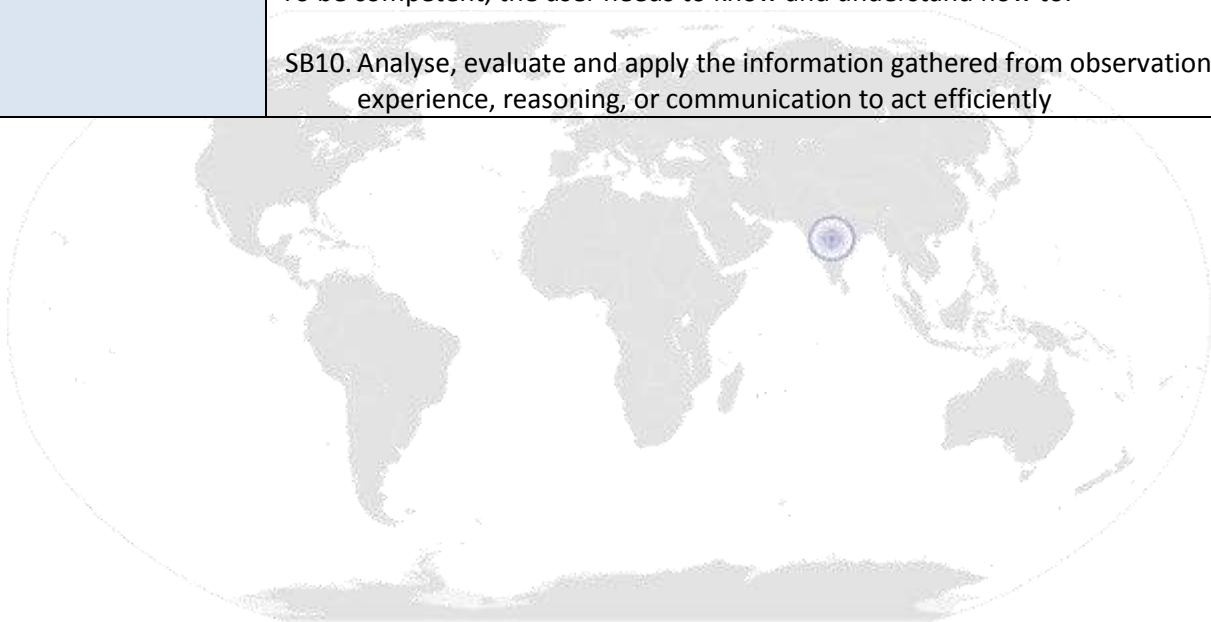 To be competent, the user needs to know and understand how to:
SB10. Analyse, evaluate and apply the information gathered from observation
experience, reasoning, or communication to act efficiently